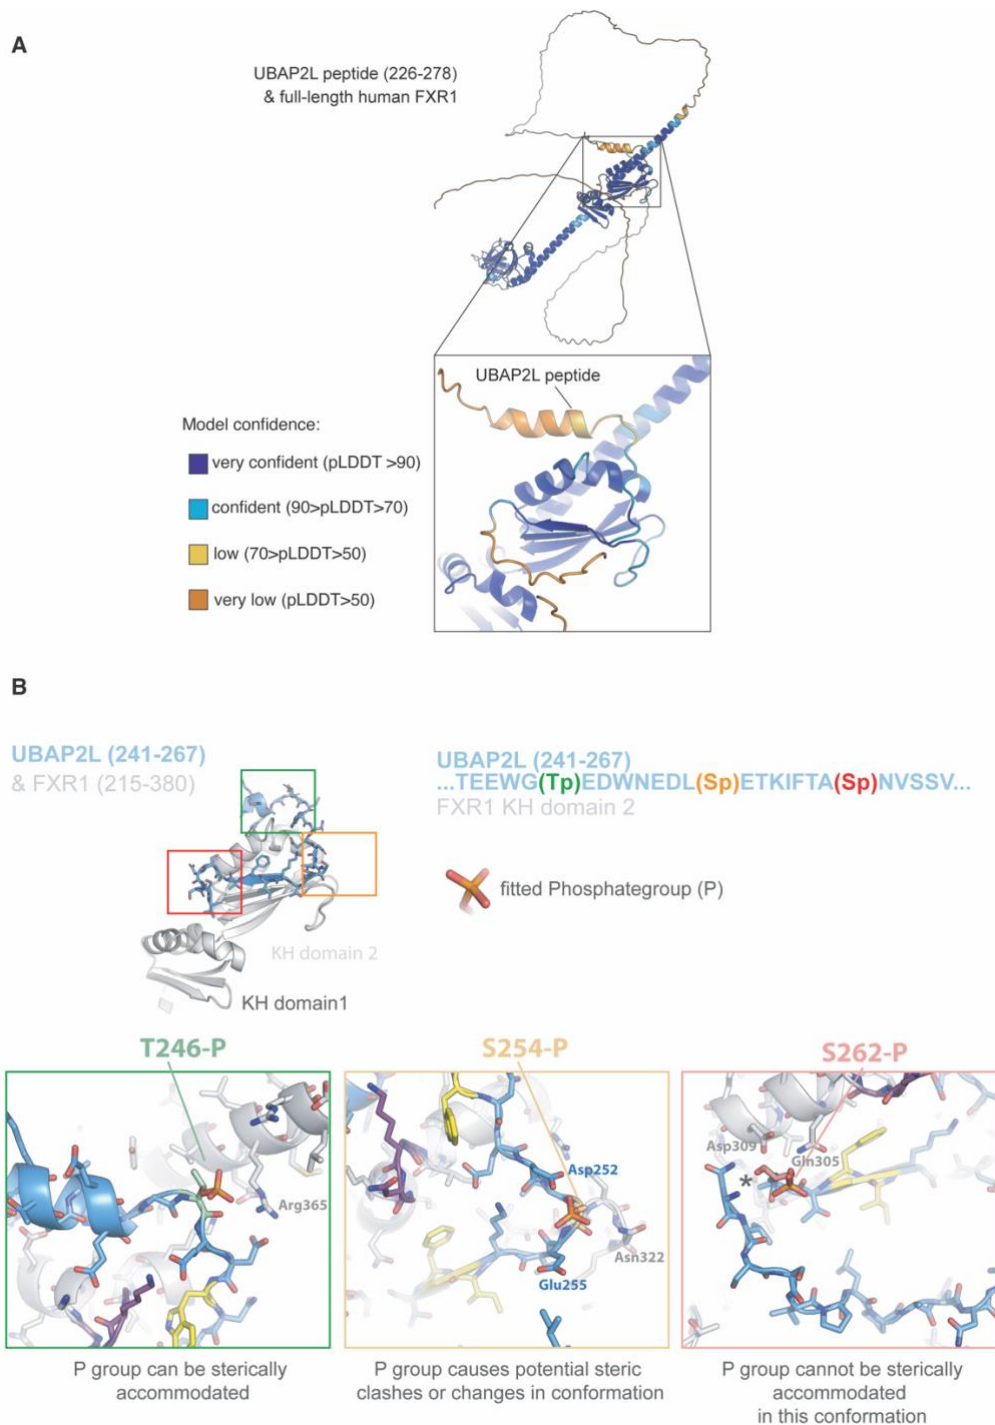 A
UBAP2L peptide (226-278)
& full-length human FXR1
UBAP2L peptide
Model confidence:
very confident (pLDDT >90)
confident (90>pLDDT>70)
low (70>pLDDT>50)
very low (pLDDT>50)
B
UBAP2L (241-267)
& FXR1 (215-380)
KH domain 2
KH domain1
UBAP2L (241-267)
...TEEWG(Tp)EDWNEDL(Sp)ETKIFTA(Sp)NVSSV...
FXR1 KH domain 2
fitted Phosphategroup (P)
T246-P
Arg365
P group can be sterically
accommodated
S254-P
Asp252
Asn322
Glu255
P group causes potential steric
clashes or changes in conformation
S262-P
Asp309
Gln305
*
P group cannot be sterically
accommodated
in this conformation